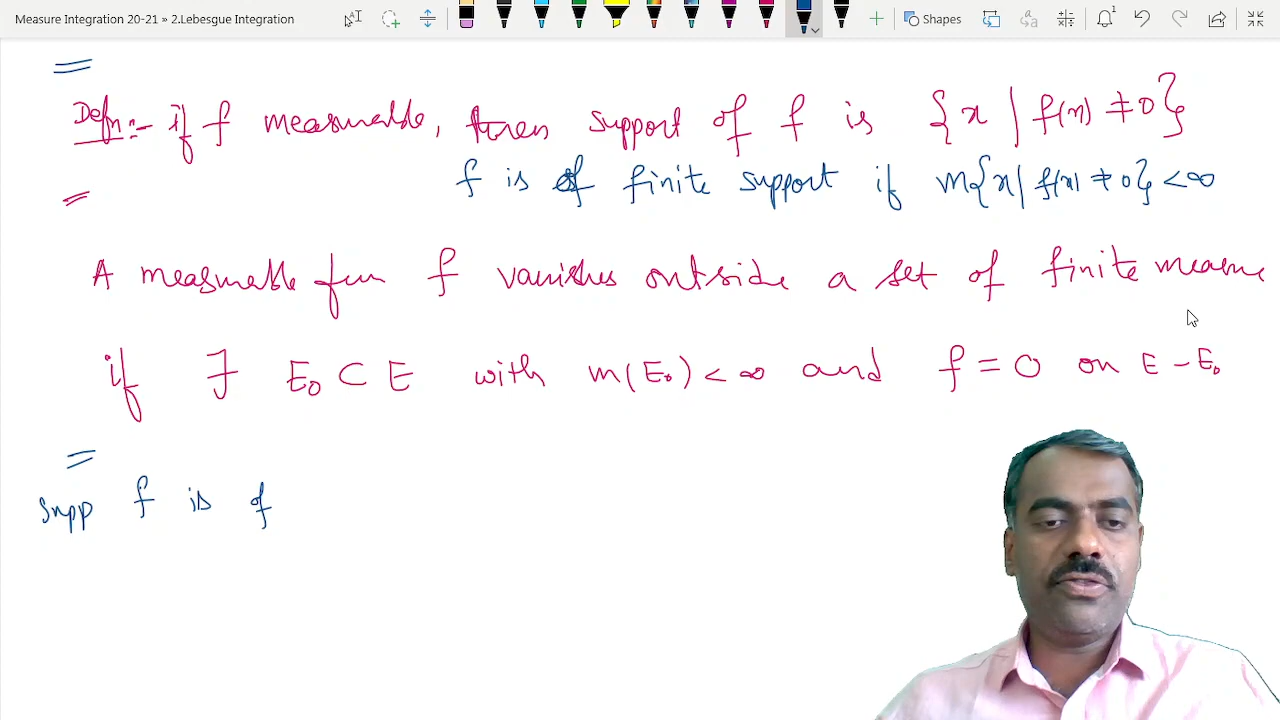 Measure Integration 20-21 » 2.Lebesgue Integration
Shapes
Defn:- if f measurable, then support of f is {x | f(x) ≠ 0}
f is of finite support if m{x | f(x) ≠ 0} < ∞
A measurable fun f vanishes outside a set of finite measure
if ∃ E₀ ⊂ E with m(E₀) < ∞ and f = 0 on E - E₀
Supp f is of